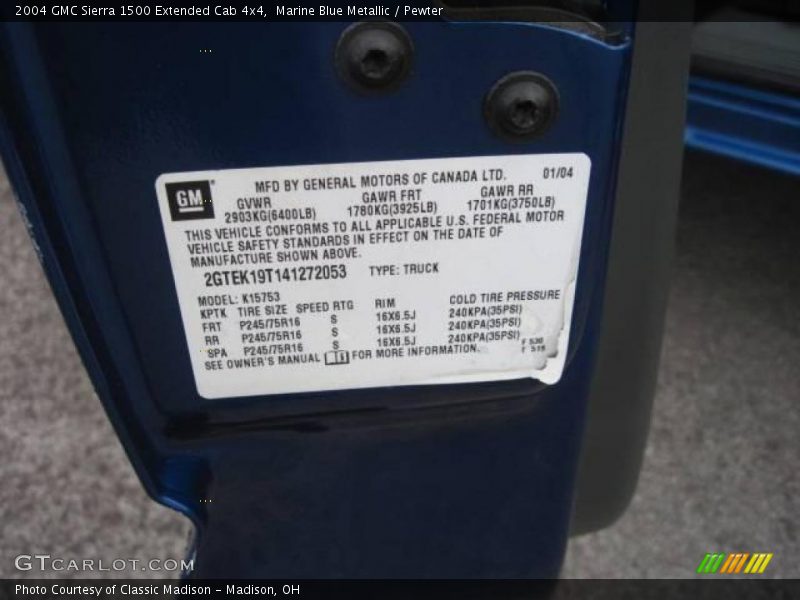 2004 GMC Sierra 1500 Extended Cab 4x4, Marine Blue Metallic / Pewter
GM
MFD BY GENERAL MOTORS OF CANADA LTD. 01/04
GVWR GAWR FRT GAWR RR
2903KG(6400LB) 1780KG(3925LB) 1701KG(3750LB)
THIS VEHICLE CONFORMS TO ALL APPLICABLE U.S. FEDERAL MOTOR
VEHICLE SAFETY STANDARDS IN EFFECT ON THE DATE OF
MANUFACTURE SHOWN ABOVE.
2GTEK19T141272053 TYPE: TRUCK
MODEL: K15753
KPTK TIRE SIZE SPEED RTG RIM COLD TIRE PRESSURE
FRT P245/75R16 S 16X6.5J 240KPA(35PSI)
RR P245/75R16 S 16X6.5J 240KPA(35PSI)
SPA P245/75R16 S 16X6.5J 240KPA(35PSI)
SEE OWNER'S MANUAL FOR MORE INFORMATION.
GTCARLOT.COM
Photo Courtesy of Classic Madison - Madison, OH